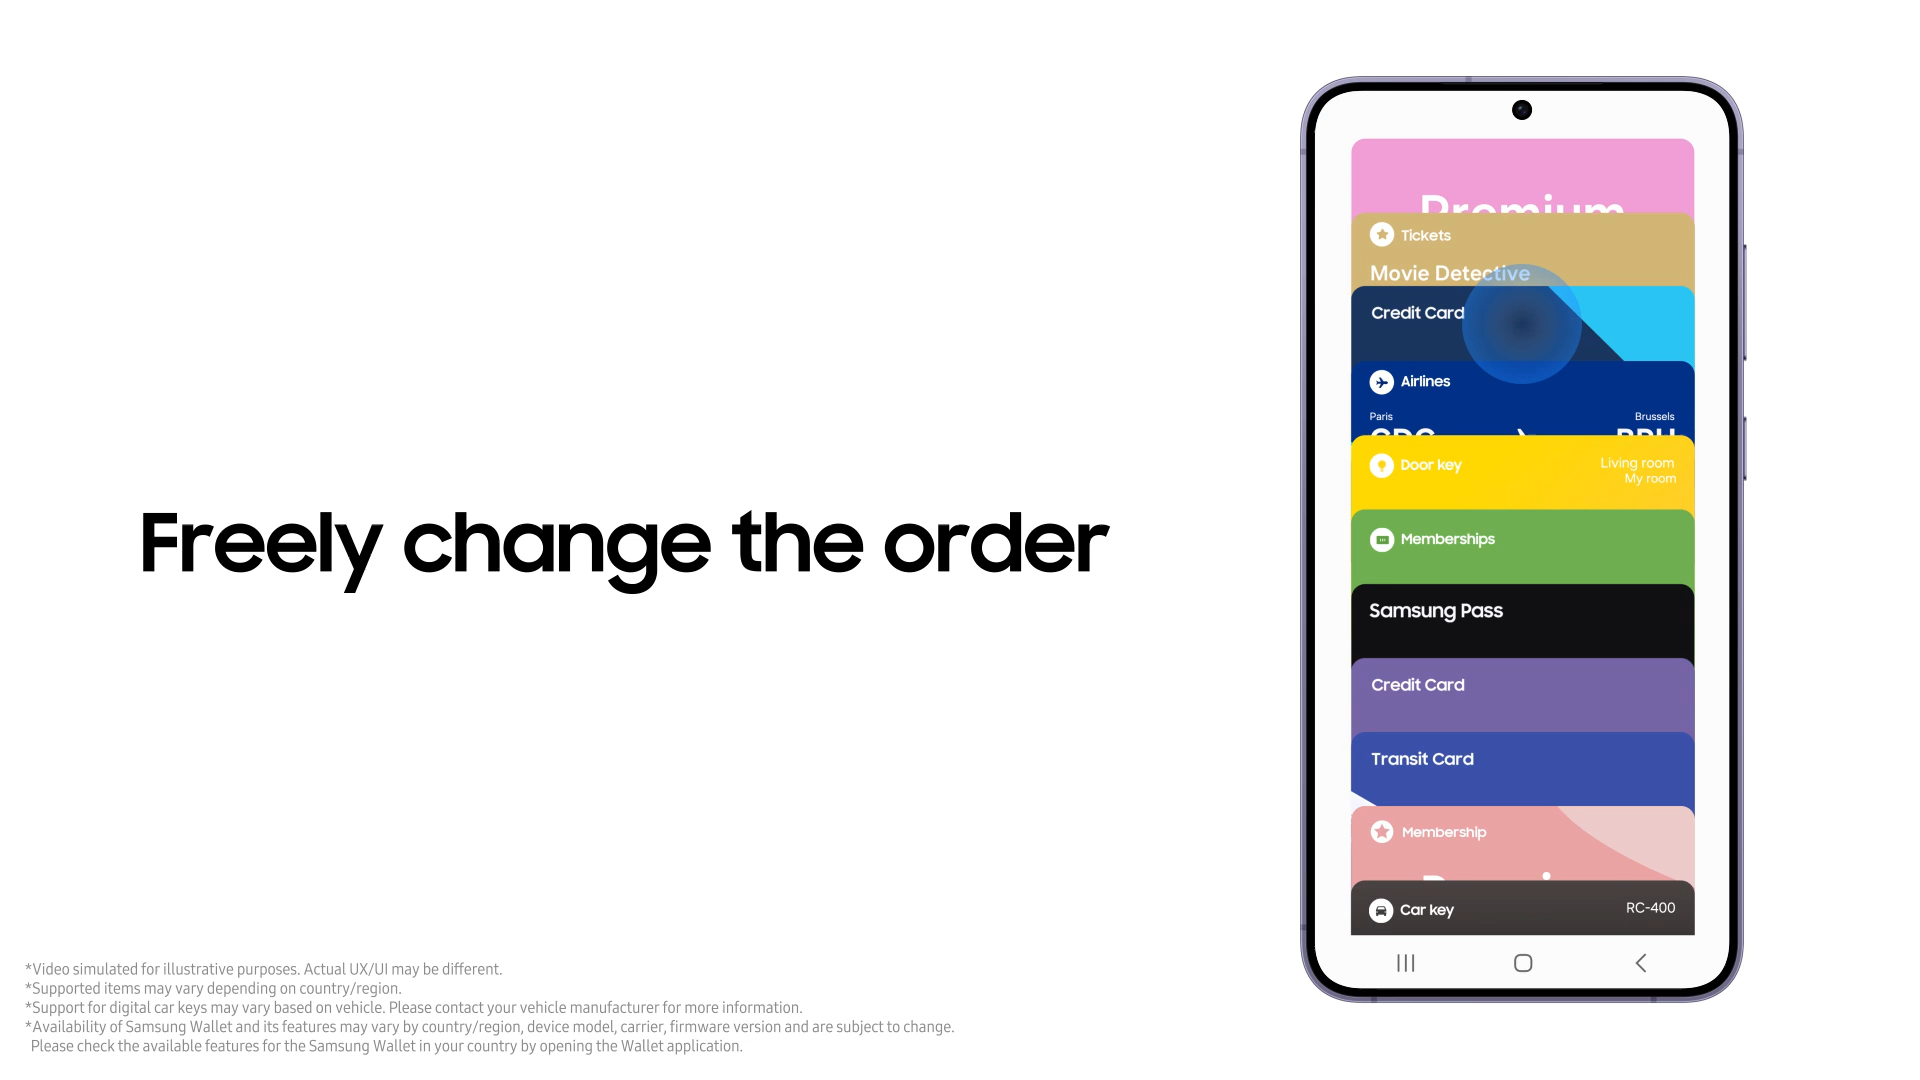 Freely change the order
*Video simulated for illustrative purposes. Actual UX/UI may be different.
*Supported items may vary depending on country/region.
*Support for digital car keys may vary based on vehicle. Please contact your vehicle manufacturer for more information.
*Availability of Samsung Wallet and its features may vary by country/region, device model, carrier, firmware version and are subject to change.
Please check the available features for the Samsung Wallet in your country by opening the Wallet application.
Premium
Tickets
Movie Detective
Credit Card
Airlines
Paris Brussels
CDG BRU
Door key Living room
My room
Memberships
Samsung Pass
Credit Card
Transit Card
Membership
Car key RC-400